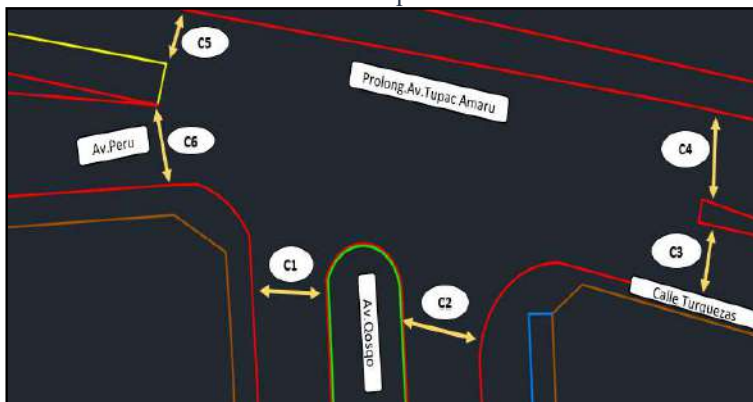 C5
Prolong.Av.Tupac Amaru
Av.Peru
C6
C4
C3
C1
C2
Av.Qosqo
Calle Turquezas